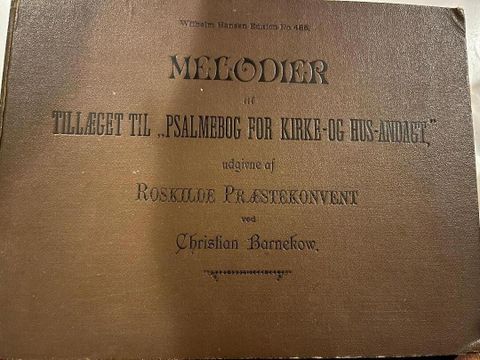 Wilhelm Hansen Edition No. 486.
MELODIER
til
TILLÆGET TIL „PSALMEBOG FOR KIRKE-OG HUS-ANDAGT,”
udgivne af
ROSKILDE PRÆSTEKONVENT
ved
Christian Barnekow.